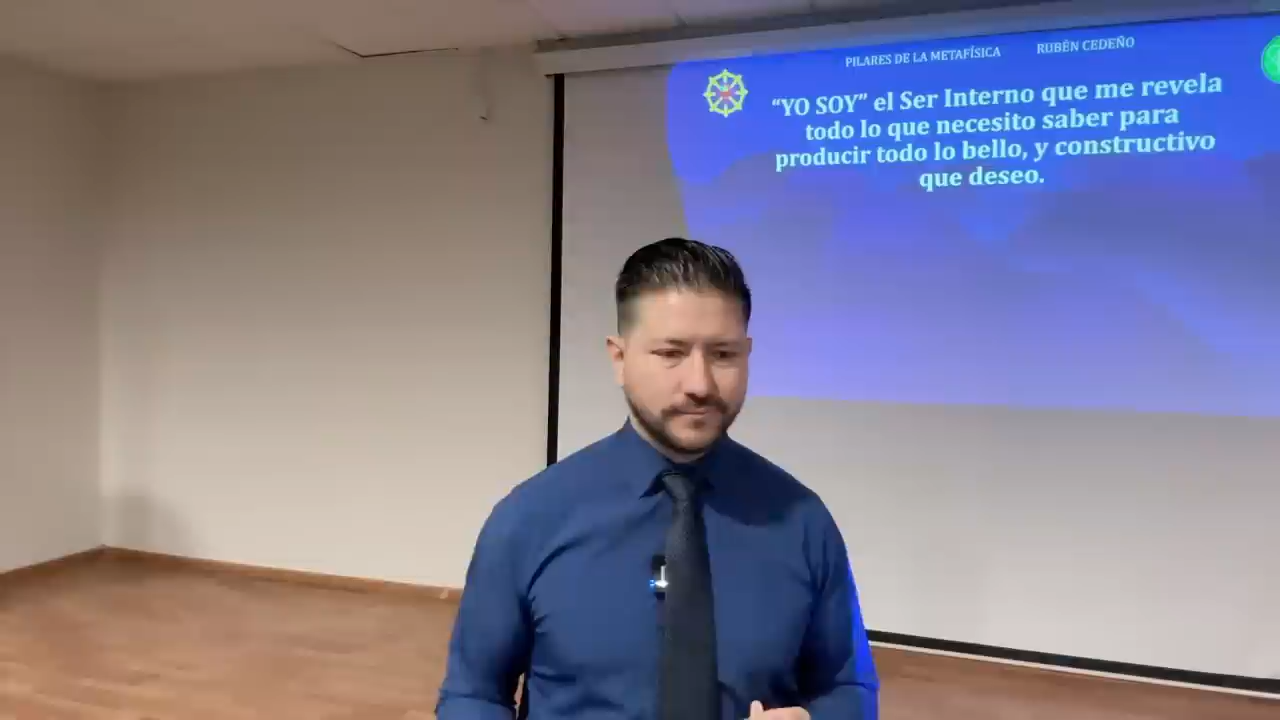 PILARES DE LA METAFÍSICA RUBÉN CEDEÑO
“YO SOY” el Ser Interno que me revela
todo lo que necesito saber para
producir todo lo bello, y constructivo
que deseo.